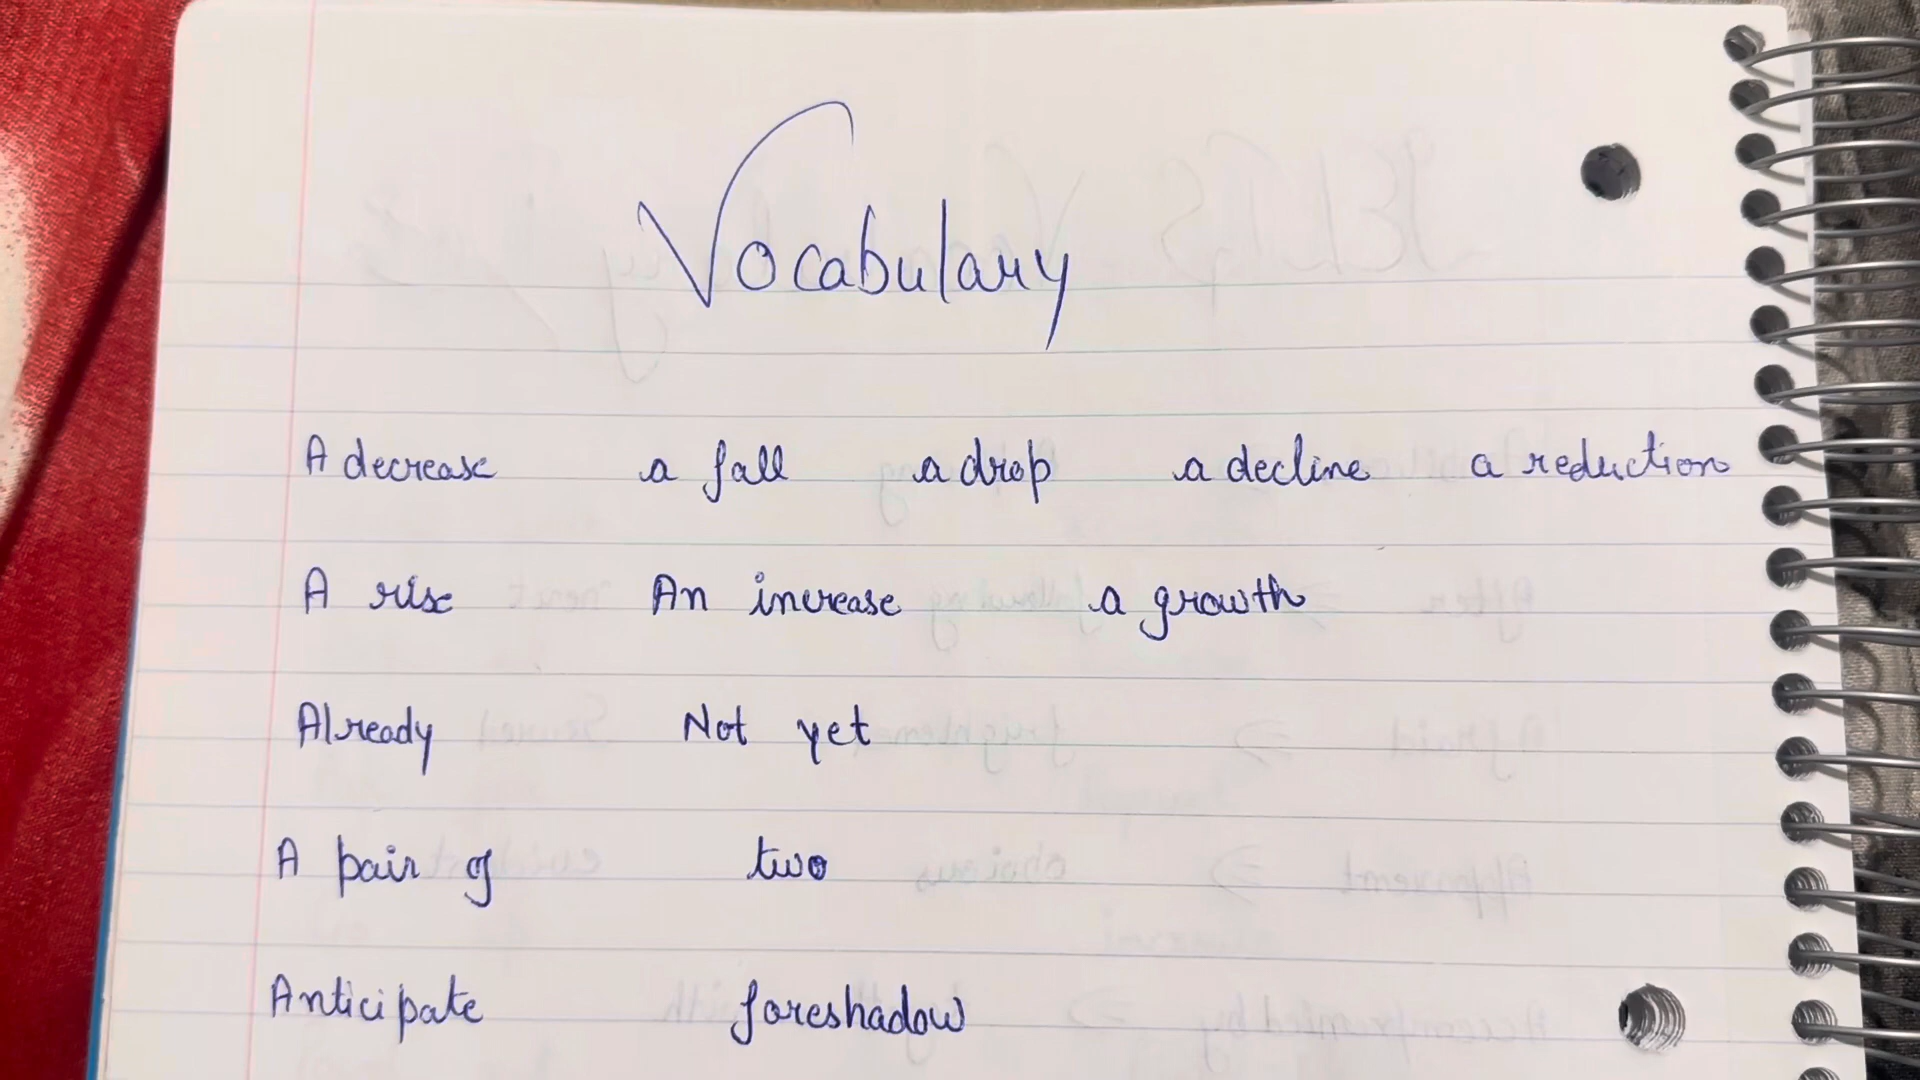 Vocabulary
A decrease a fall a drop a decline a reduction
A rise An increase a growth
Already Not yet
A pair of two
Anticipate foreshadow